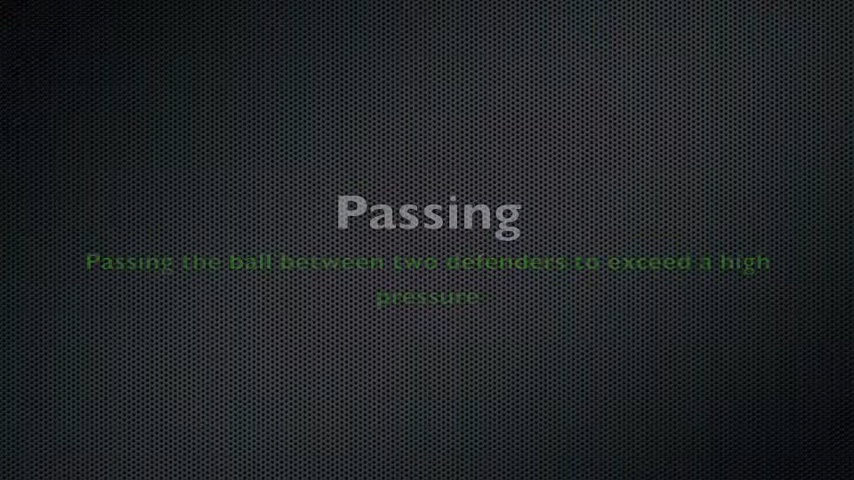 Passing
Passing the ball between two defenders to exceed a high
pressure